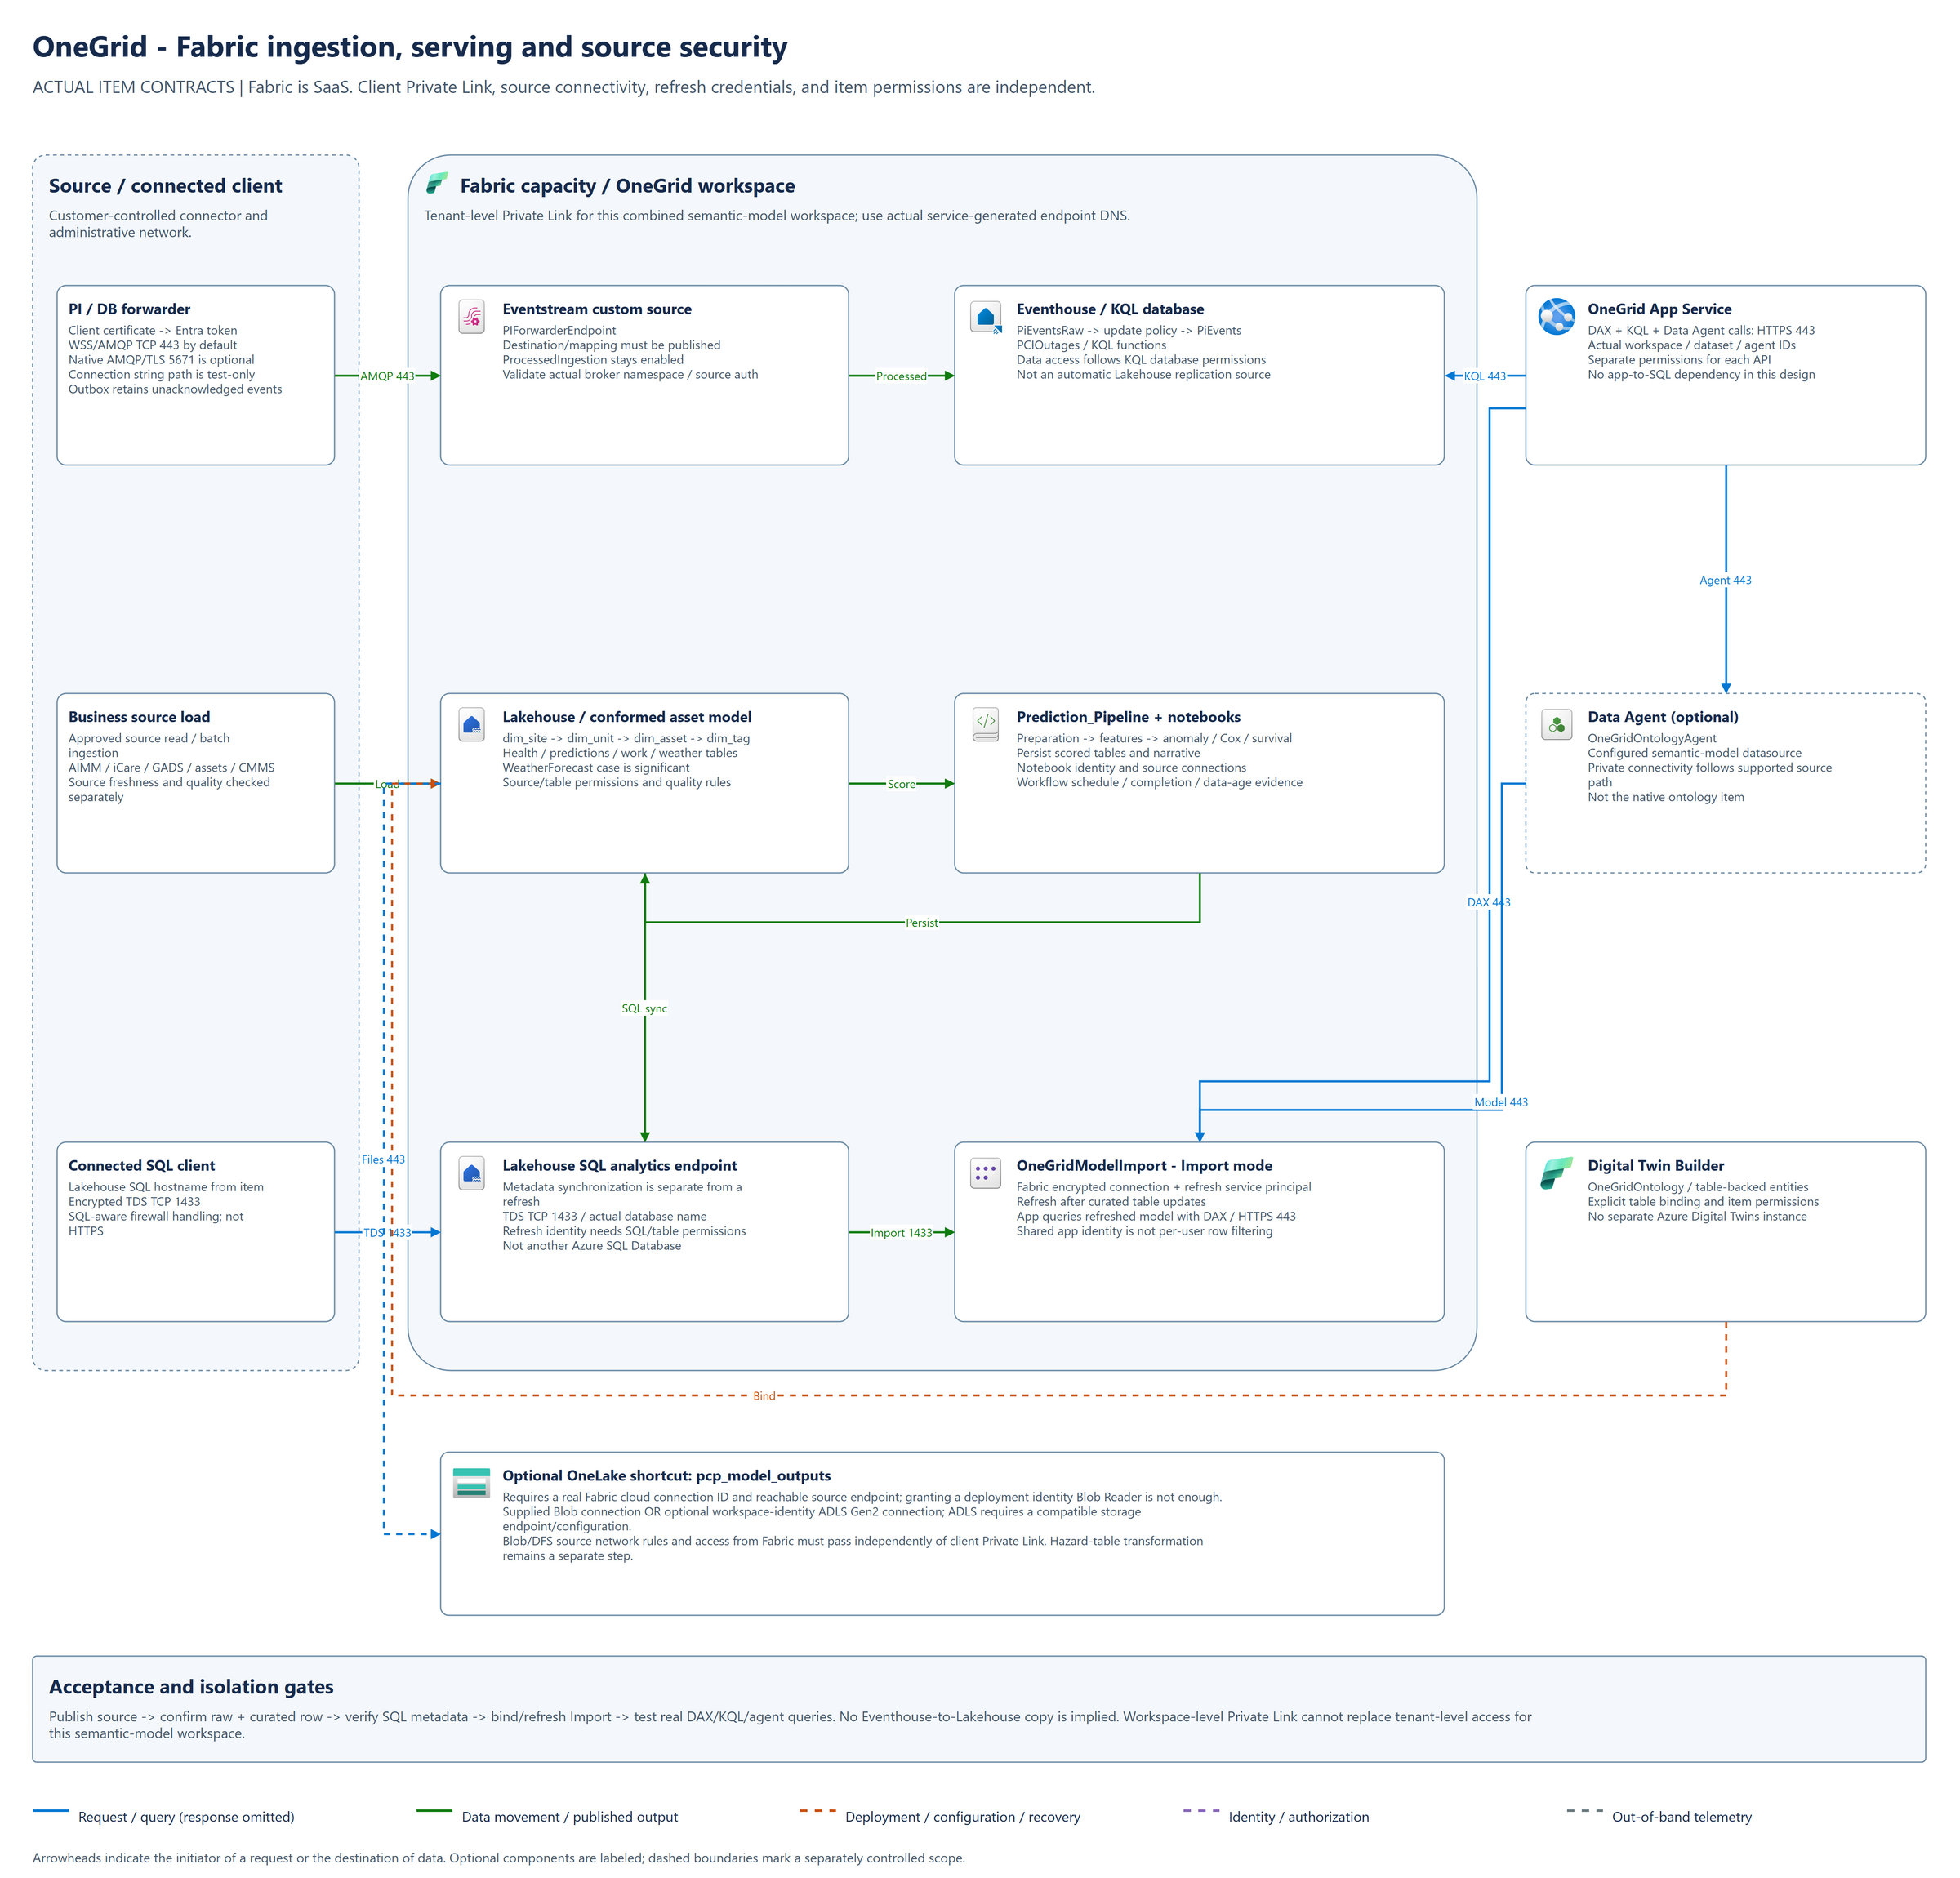 OneGrid - Fabric ingestion, serving and source security
ACTUAL ITEM CONTRACTS | Fabric is SaaS. Client Private Link, source connectivity, refresh credentials, and item permissions are independent.
Source / connected client
Customer-controlled connector and
administrative network.
Fabric capacity / OneGrid workspace
Tenant-level Private Link for this combined semantic-model workspace; use actual service-generated endpoint DNS.
PI / DB forwarder
Client certificate -> Entra token
WSS/AMQP TCP 443 by default
Native AMQP/TLS 5671 is optional
Connection string path is test-only
Outbox retains unacknowledged events
AMQP 443
Eventstream custom source
PIForwarderEndpoint
Destination/mapping must be published
ProcessedIngestion stays enabled
Validate actual broker namespace / source auth
Processed
Eventhouse / KQL database
PiEventsRaw -> update policy -> PiEvents
PCIOutages / KQL functions
Data access follows KQL database permissions
Not an automatic Lakehouse replication source
KQL 443
OneGrid App Service
DAX + KQL + Data Agent calls: HTTPS 443
Actual workspace / dataset / agent IDs
Separate permissions for each API
No app-to-SQL dependency in this design
Agent 443
Business source load
Approved source read / batch
ingestion
AIMM / iCare / GADS / assets / CMMS
Source freshness and quality checked
separately
Load
Lakehouse / conformed asset model
dim_site -> dim_unit -> dim_asset -> dim_tag
Health / predictions / work / weather tables
WeatherForecast case is significant
Source/table permissions and quality rules
Score
Prediction_Pipeline + notebooks
Preparation -> features -> anomaly / Cox / survival
Persist scored tables and narrative
Notebook identity and source connections
Workflow schedule / completion / data-age evidence
Data Agent (optional)
OneGridOntologyAgent
Configured semantic-model datasource
Private connectivity follows supported source
path
Not the native ontology item
DAX 443
Persist
SQL sync
Model 443
Connected SQL client
Lakehouse SQL hostname from item
Encrypted TDS TCP 1433
SQL-aware firewall handling; not
HTTPS
Files 443
TDS 1433
Lakehouse SQL analytics endpoint
Metadata synchronization is separate from a
refresh
TDS TCP 1433 / actual database name
Refresh identity needs SQL/table permissions
Not another Azure SQL Database
Import 1433
OneGridModelImport - Import mode
Fabric encrypted connection + refresh service principal
Refresh after curated table updates
App queries refreshed model with DAX / HTTPS 443
Shared app identity is not per-user row filtering
Digital Twin Builder
OneGridOntology / table-backed entities
Explicit table binding and item permissions
No separate Azure Digital Twins instance
Bind
Optional OneLake shortcut: pcp_model_outputs
Requires a real Fabric cloud connection ID and reachable source endpoint; granting a deployment identity Blob Reader is not enough.
Supplied Blob connection OR optional workspace-identity ADLS Gen2 connection; ADLS requires a compatible storage
endpoint/configuration.
Blob/DFS source network rules and access from Fabric must pass independently of client Private Link. Hazard-table transformation
remains a separate step.
Acceptance and isolation gates
Publish source -> confirm raw + curated row -> verify SQL metadata -> bind/refresh Import -> test real DAX/KQL/agent queries. No Eventhouse-to-Lakehouse copy is implied. Workspace-level Private Link cannot replace tenant-level access for
this semantic-model workspace.
Request / query (response omitted)
Data movement / published output
Deployment / configuration / recovery
Identity / authorization
Out-of-band telemetry
Arrowheads indicate the initiator of a request or the destination of data. Optional components are labeled; dashed boundaries mark a separately controlled scope.